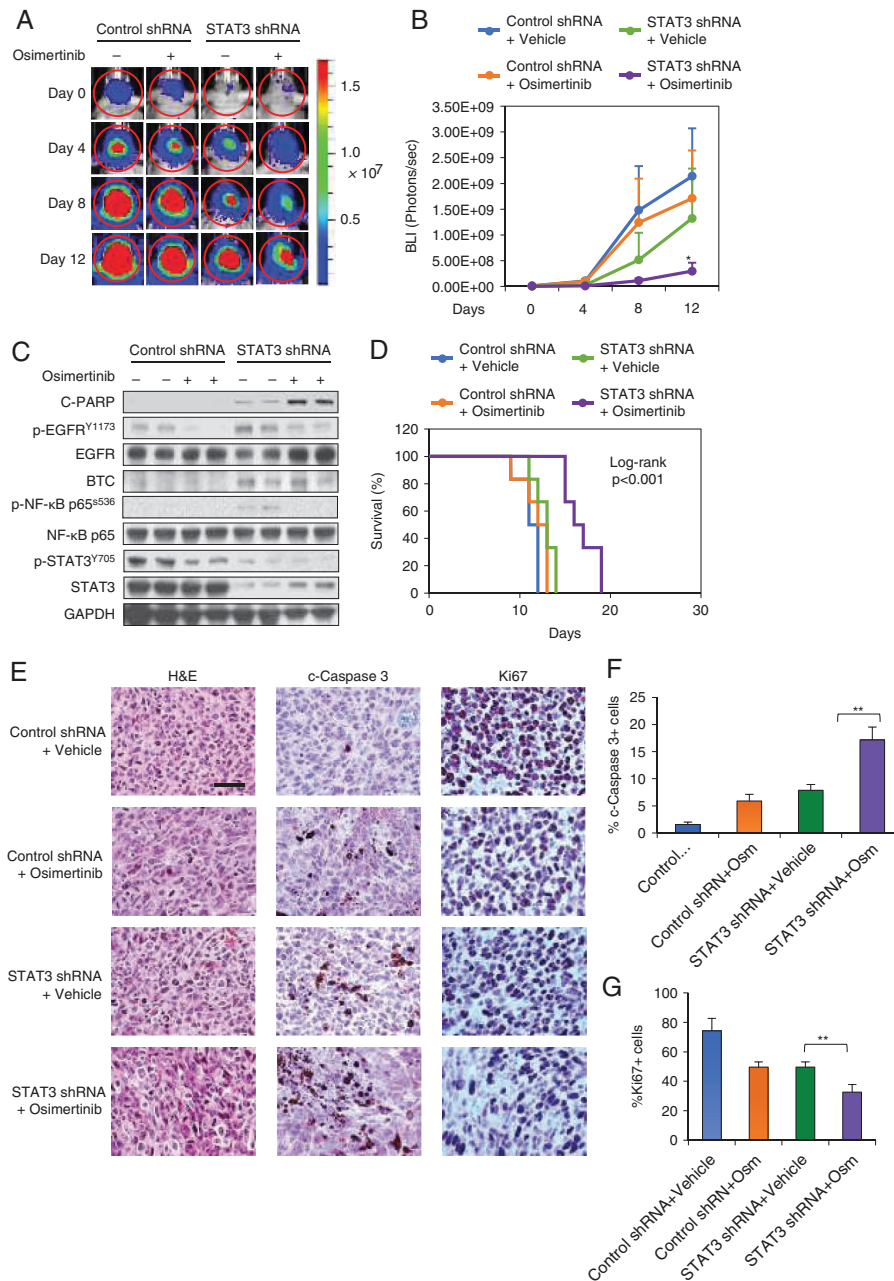 A
Control shRNA STAT3 shRNA
Osimertinib – + – +
Day 0
Day 4
Day 8
Day 12
1.5
1.0
× 10⁷
0.5
B
Control shRNA + Vehicle
STAT3 shRNA + Vehicle
Control shRNA + Osimertinib
STAT3 shRNA + Osimertinib
BLI (Photons/sec)
3.50E+09
3.00E+09
2.50E+09
2.00E+09
1.50E+09
1.00E+09
5.00E+08
0.00E+00
*
Days 0 4 8 12
C
Control shRNA STAT3 shRNA
Osimertinib – – + + – – + +
C-PARP
p-EGFR^Y1173
EGFR
BTC
p-NF-κB p65^s536
NF-κB p65
p-STAT3^Y705
STAT3
GAPDH
D
Control shRNA + Vehicle
STAT3 shRNA + Vehicle
Control shRNA + Osimertinib
STAT3 shRNA + Osimertinib
Survival (%)
120
100
80
60
40
20
0
Log-rank
p<0.001
0 10 20 30
Days
E
H&E c-Caspase 3 Ki67
Control shRNA
+ Vehicle
Control shRNA
+ Osimertinib
STAT3 shRNA
+ Vehicle
STAT3 shRNA
+ Osimertinib
F
% c-Caspase 3+ cells
25
20
15
10
5
0
**
Control...
Control shRN+Osm
STAT3 shRNA+Vehicle
STAT3 shRNA+Osm
G
%Ki67+ cells
100
80
60
40
20
0
**
Control shRNA+Vehicle
Control shRN+Osm
STAT3 shRNA+Vehicle
STAT3 shRNA+Osm